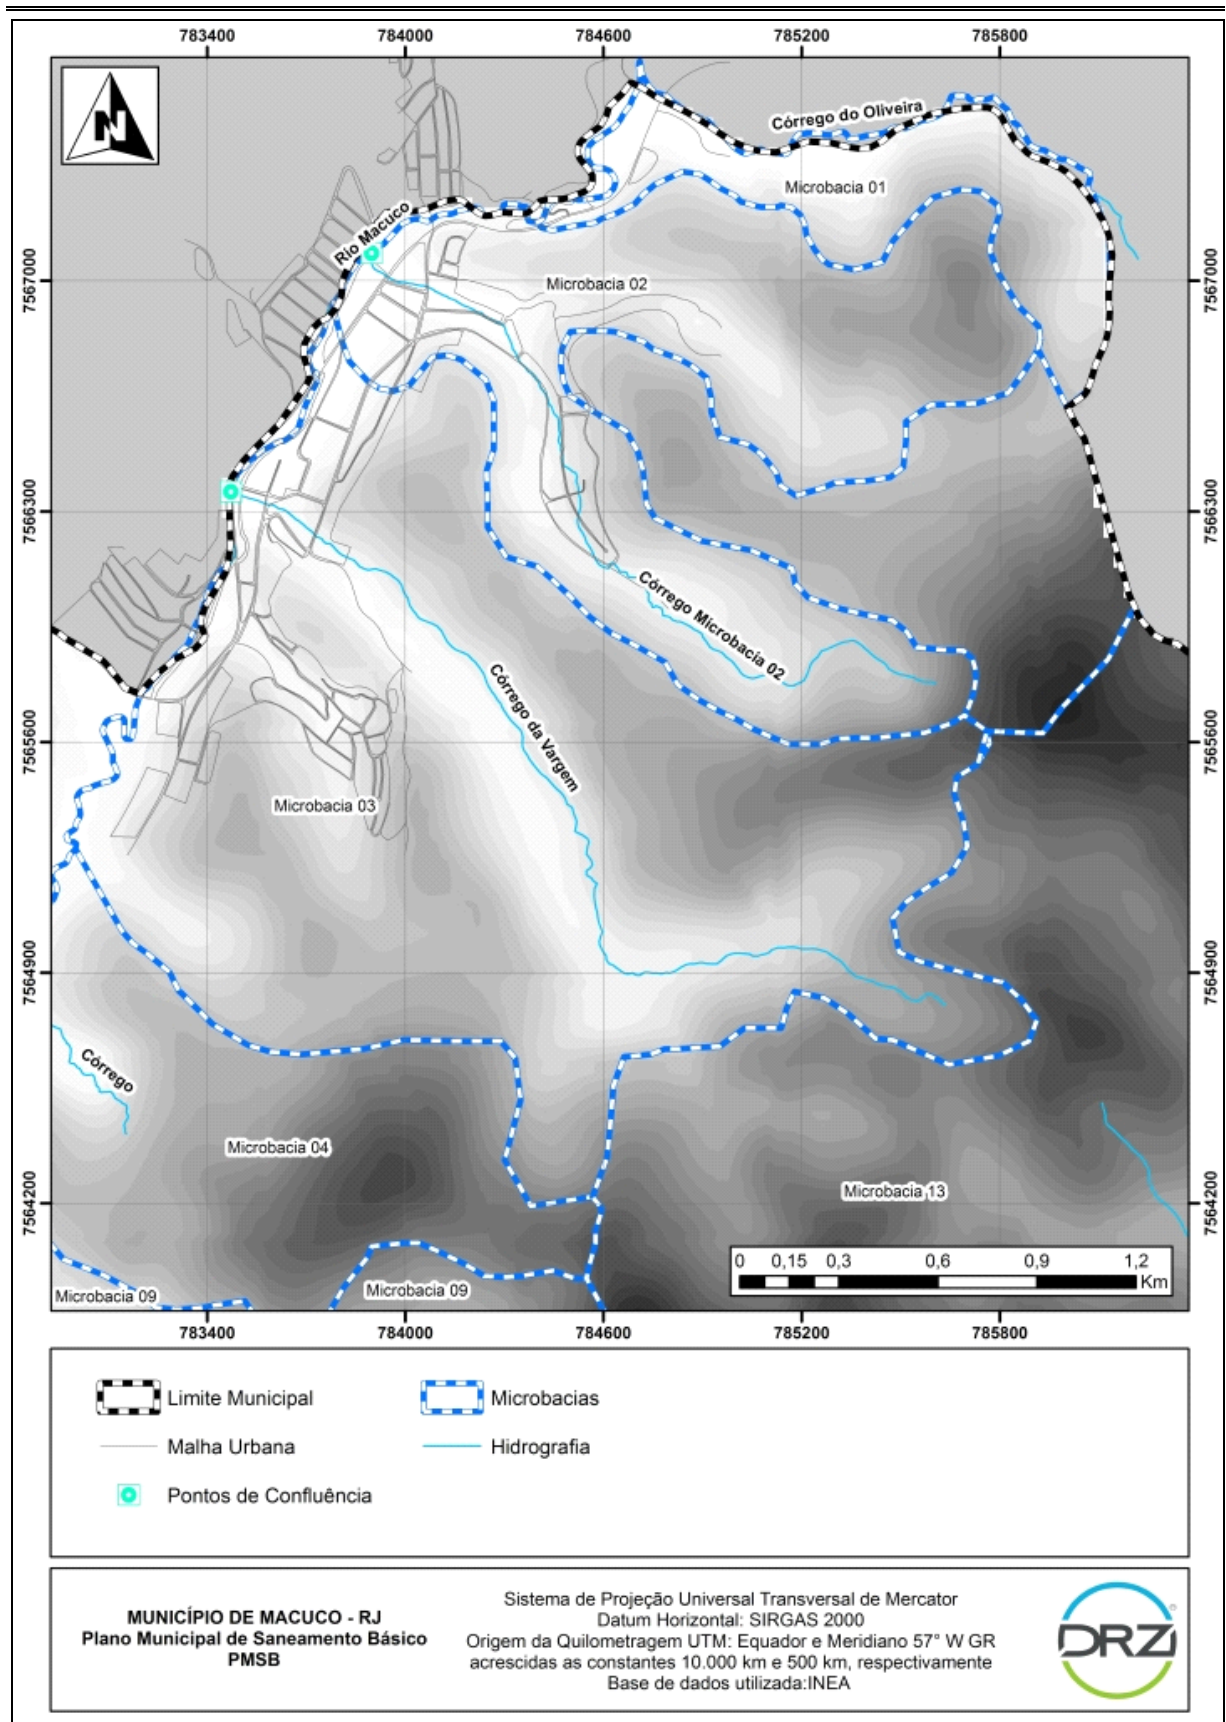 783400 784000 784600 785200 785800
N
Córrego do Oliveira
Microbacia 01
Rio Macuco
7567000
Microbacia 02
7567000
7566300
7566300
Córrego Microbacia 02
Córrego da Vargem
7565600
7565600
Microbacia 03
7564900
7564900
Córrego
Microbacia 04
Microbacia 13
7564200
7564200
0 0,15 0,3 0,6 0,9 1,2
Km
Microbacia 09
Microbacia 09
783400 784000 784600 785200 785800
Limite Municipal
Microbacias
Malha Urbana
Hidrografia
Pontos de Confluência
MUNICÍPIO DE MACUCO - RJ
Plano Municipal de Saneamento Básico
PMSB
Sistema de Projeção Universal Transversal de Mercator
Datum Horizontal: SIRGAS 2000
Origem da Quilometragem UTM: Equador e Meridiano 57° W GR
acrescidas as constantes 10.000 km e 500 km, respectivamente
Base de dados utilizada:INEA
DRZ
®